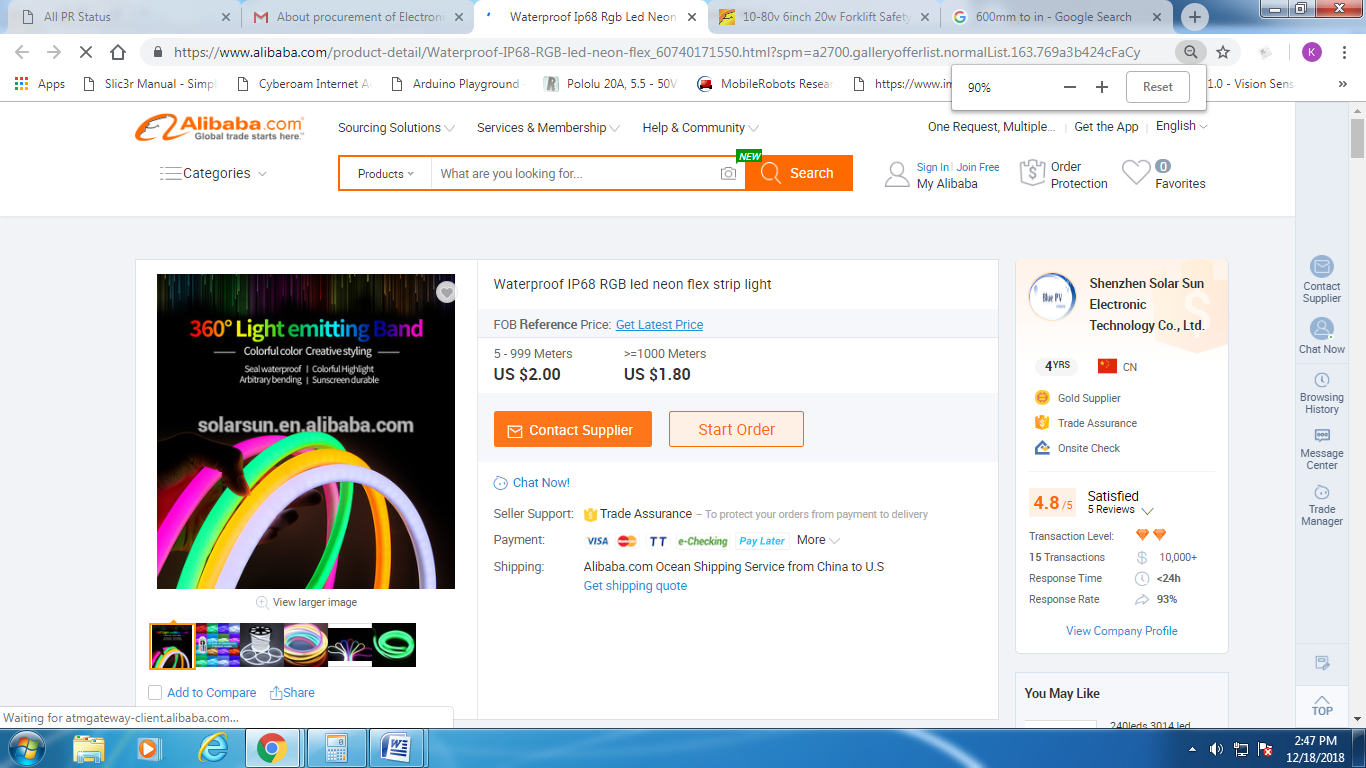 All PR Status
About procurement of Electroni
Waterproof Ip68 Rgb Led Neon
10-80v 6inch 20w Forklift Safety
600mm to in - Google Search
https://www.alibaba.com/product-detail/Waterproof-IP68-RGB-led-neon-flex_60740171550.html?spm=a2700.galleryofferlist.normalList.163.769a3b424cFaCy
K
Apps
Slic3r Manual - Simpl
Cyberoam Internet A
Arduino Playground
Pololu 20A, 5.5 - 50V
MobileRobots Resear
https://www.im
1.0 - Vision Sens
»
90%
Reset
Alibaba.com
Global trade starts here.™
Sourcing Solutions
Services & Membership
Help & Community
One Request, Multiple...
Get the App
English
Categories
Products
What are you looking for...
NEW
Search
Sign In | Join Free
My Alibaba
Order
Protection
0
Favorites
360° Light emitting Band
Colorful color Creative styling
Seal waterproof | Colorful Highlight
Arbitrary bending | Sunscreen durable
solarsun.en.alibaba.com
View larger image
Add to Compare
Share
Waterproof IP68 RGB led neon flex strip light
FOB Reference Price: Get Latest Price
5 - 999 Meters
>=1000 Meters
US $2.00
US $1.80
Contact Supplier
Start Order
Chat Now!
Seller Support:
Trade Assurance – To protect your orders from payment to delivery
Payment:
VISA
MasterCard
TT
e-Checking
Pay Later
More
Shipping:
Alibaba.com Ocean Shipping Service from China to U.S
Get shipping quote
Blue PV
Shenzhen Solar Sun
Electronic
Technology Co., Ltd.
4 YRS
CN
Gold Supplier
Trade Assurance
Onsite Check
4.8 /5
Satisfied
5 Reviews
Transaction Level:
15 Transactions
10,000+
Response Time
<24h
Response Rate
93%
View Company Profile
You May Like
240leds 3014 led
Contact
Supplier
Chat Now
Browsing
History
Message
Center
Trade
Manager
TOP
Waiting for atmgateway-client.alibaba.com...
2:47 PM
12/18/2018